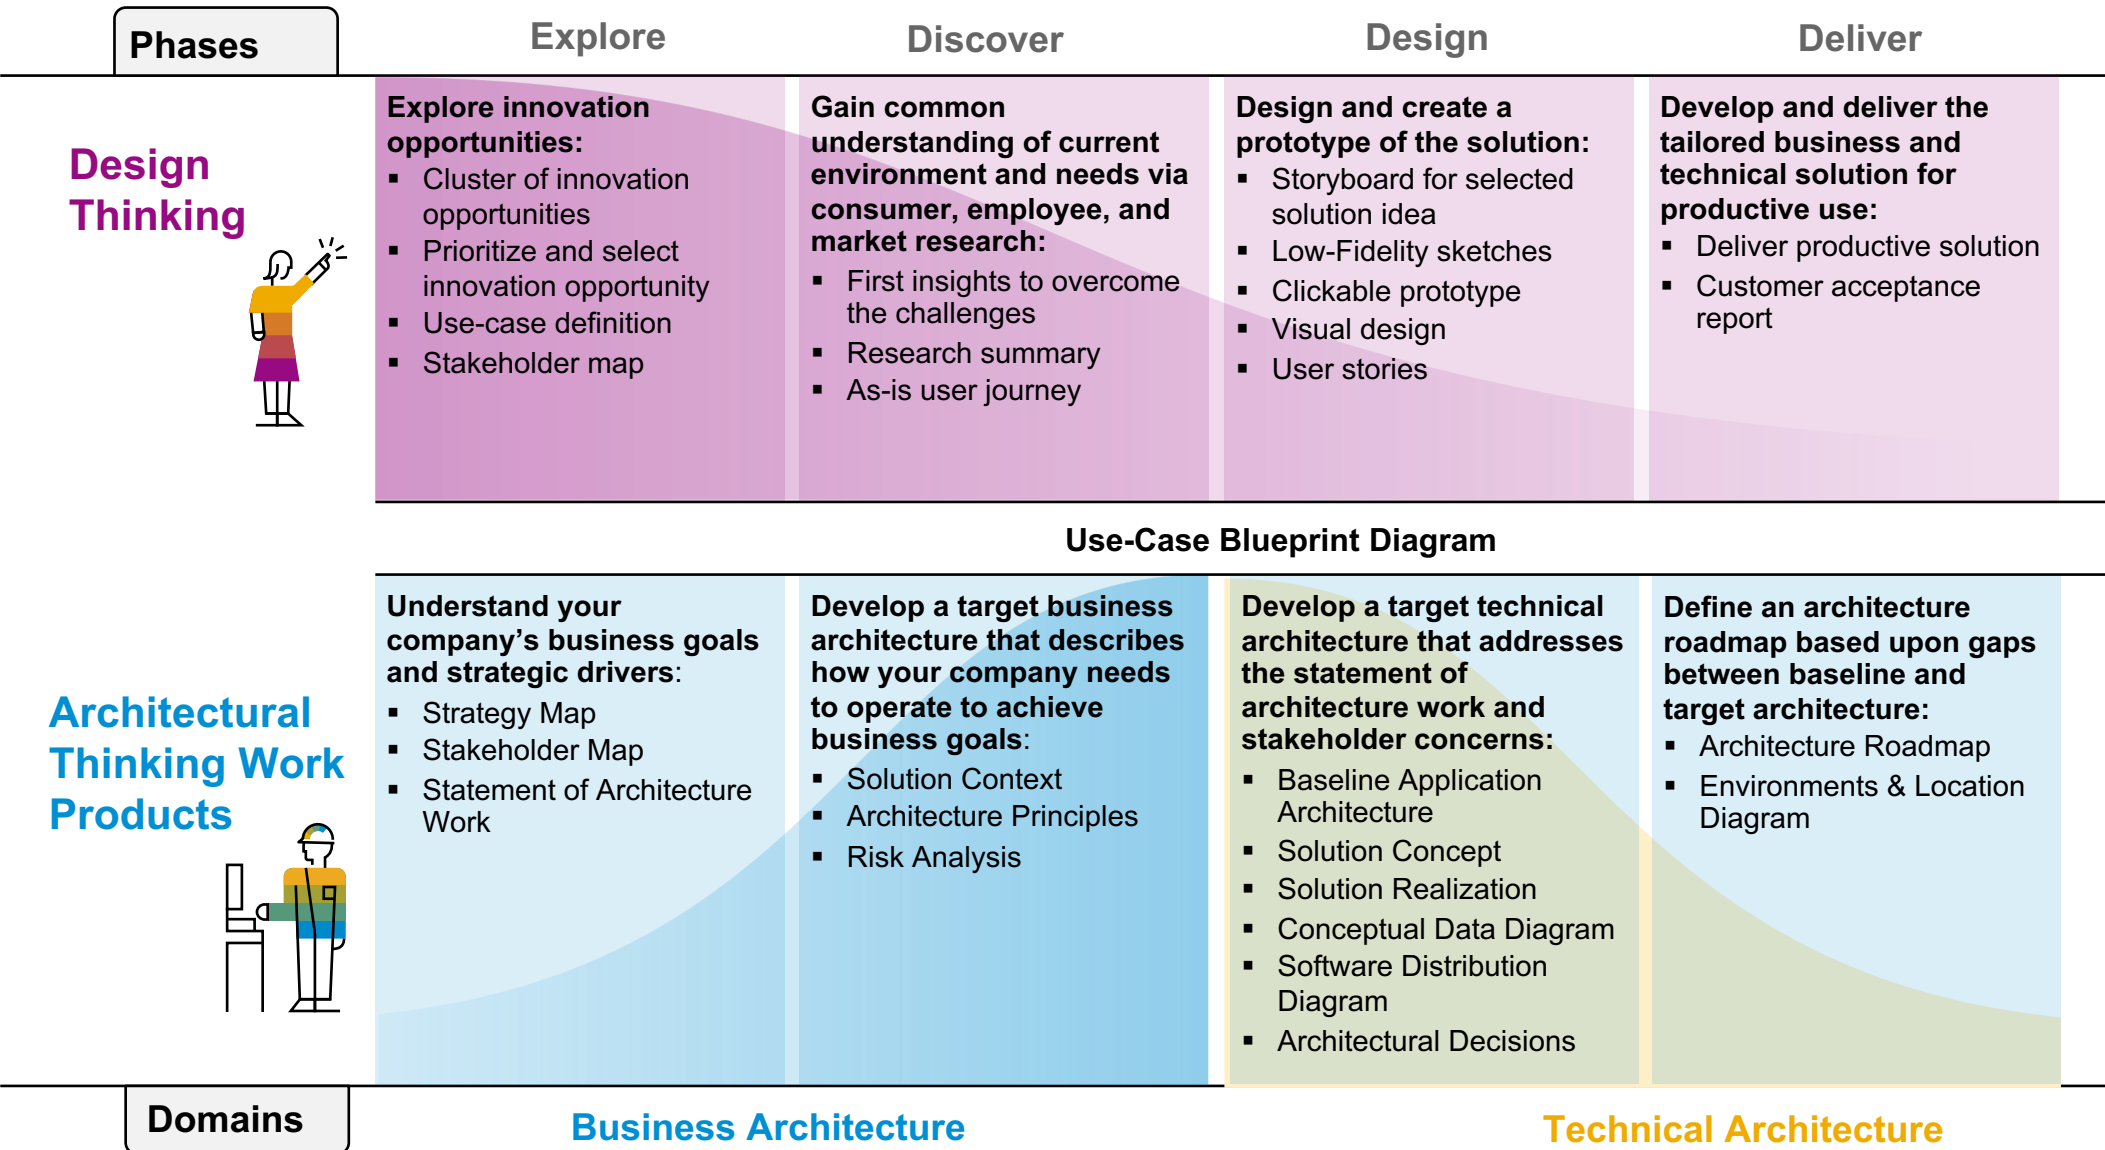 Phases
Explore
Discover
Design
Deliver
Design
Thinking
Explore innovation
opportunities:
▪ Cluster of innovation
opportunities
▪ Prioritize and select
innovation opportunity
▪ Use-case definition
▪ Stakeholder map
Gain common
understanding of current
environment and needs via
consumer, employee, and
market research:
▪ First insights to overcome
the challenges
▪ Research summary
▪ As-is user journey
Design and create a
prototype of the solution:
▪ Storyboard for selected
solution idea
▪ Low-Fidelity sketches
▪ Clickable prototype
▪ Visual design
▪ User stories
Develop and deliver the
tailored business and
technical solution for
productive use:
▪ Deliver productive solution
▪ Customer acceptance
report
Use-Case Blueprint Diagram
Architectural
Thinking Work
Products
Understand your
company’s business goals
and strategic drivers:
▪ Strategy Map
▪ Stakeholder Map
▪ Statement of Architecture
Work
Develop a target business
architecture that describes
how your company needs
to operate to achieve
business goals:
▪ Solution Context
▪ Architecture Principles
▪ Risk Analysis
Develop a target technical
architecture that addresses
the statement of
architecture work and
stakeholder concerns:
▪ Baseline Application
Architecture
▪ Solution Concept
▪ Solution Realization
▪ Conceptual Data Diagram
▪ Software Distribution
Diagram
▪ Architectural Decisions
Define an architecture
roadmap based upon gaps
between baseline and
target architecture:
▪ Architecture Roadmap
▪ Environments & Location
Diagram
Domains
Business Architecture
Technical Architecture